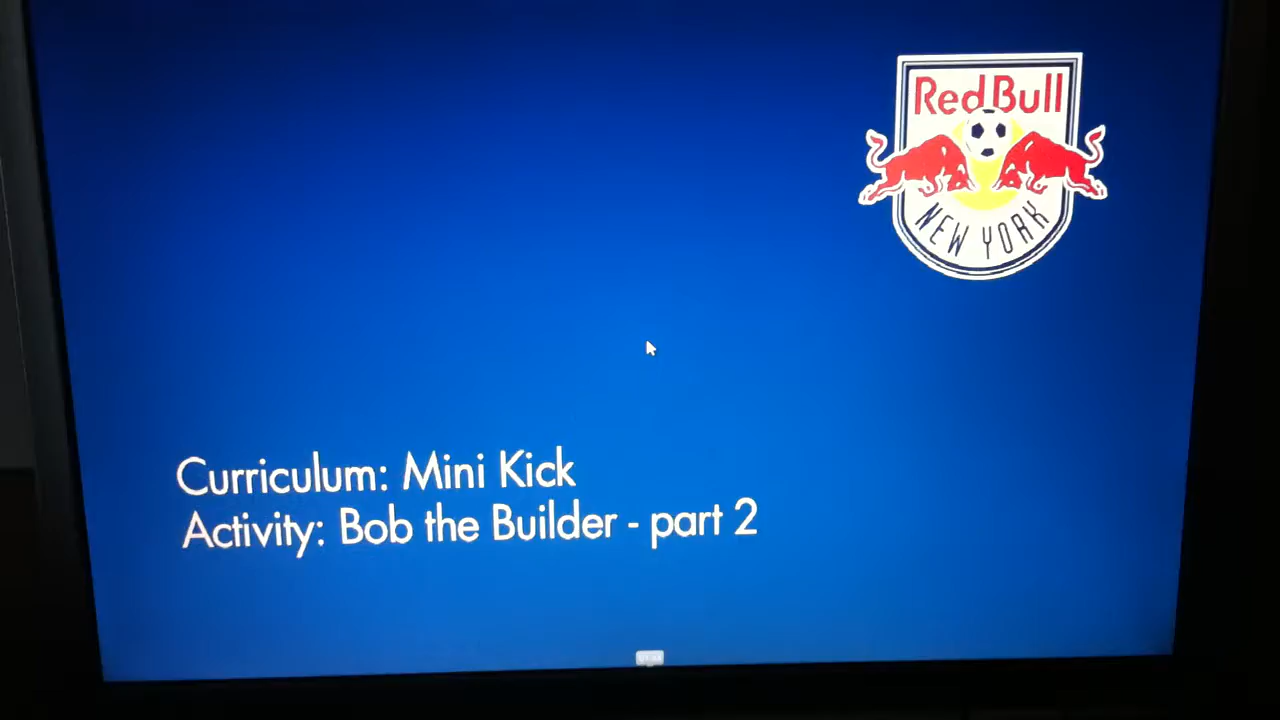 Red Bull
NEW YORK
Curriculum: Mini Kick
Activity: Bob the Builder - part 2